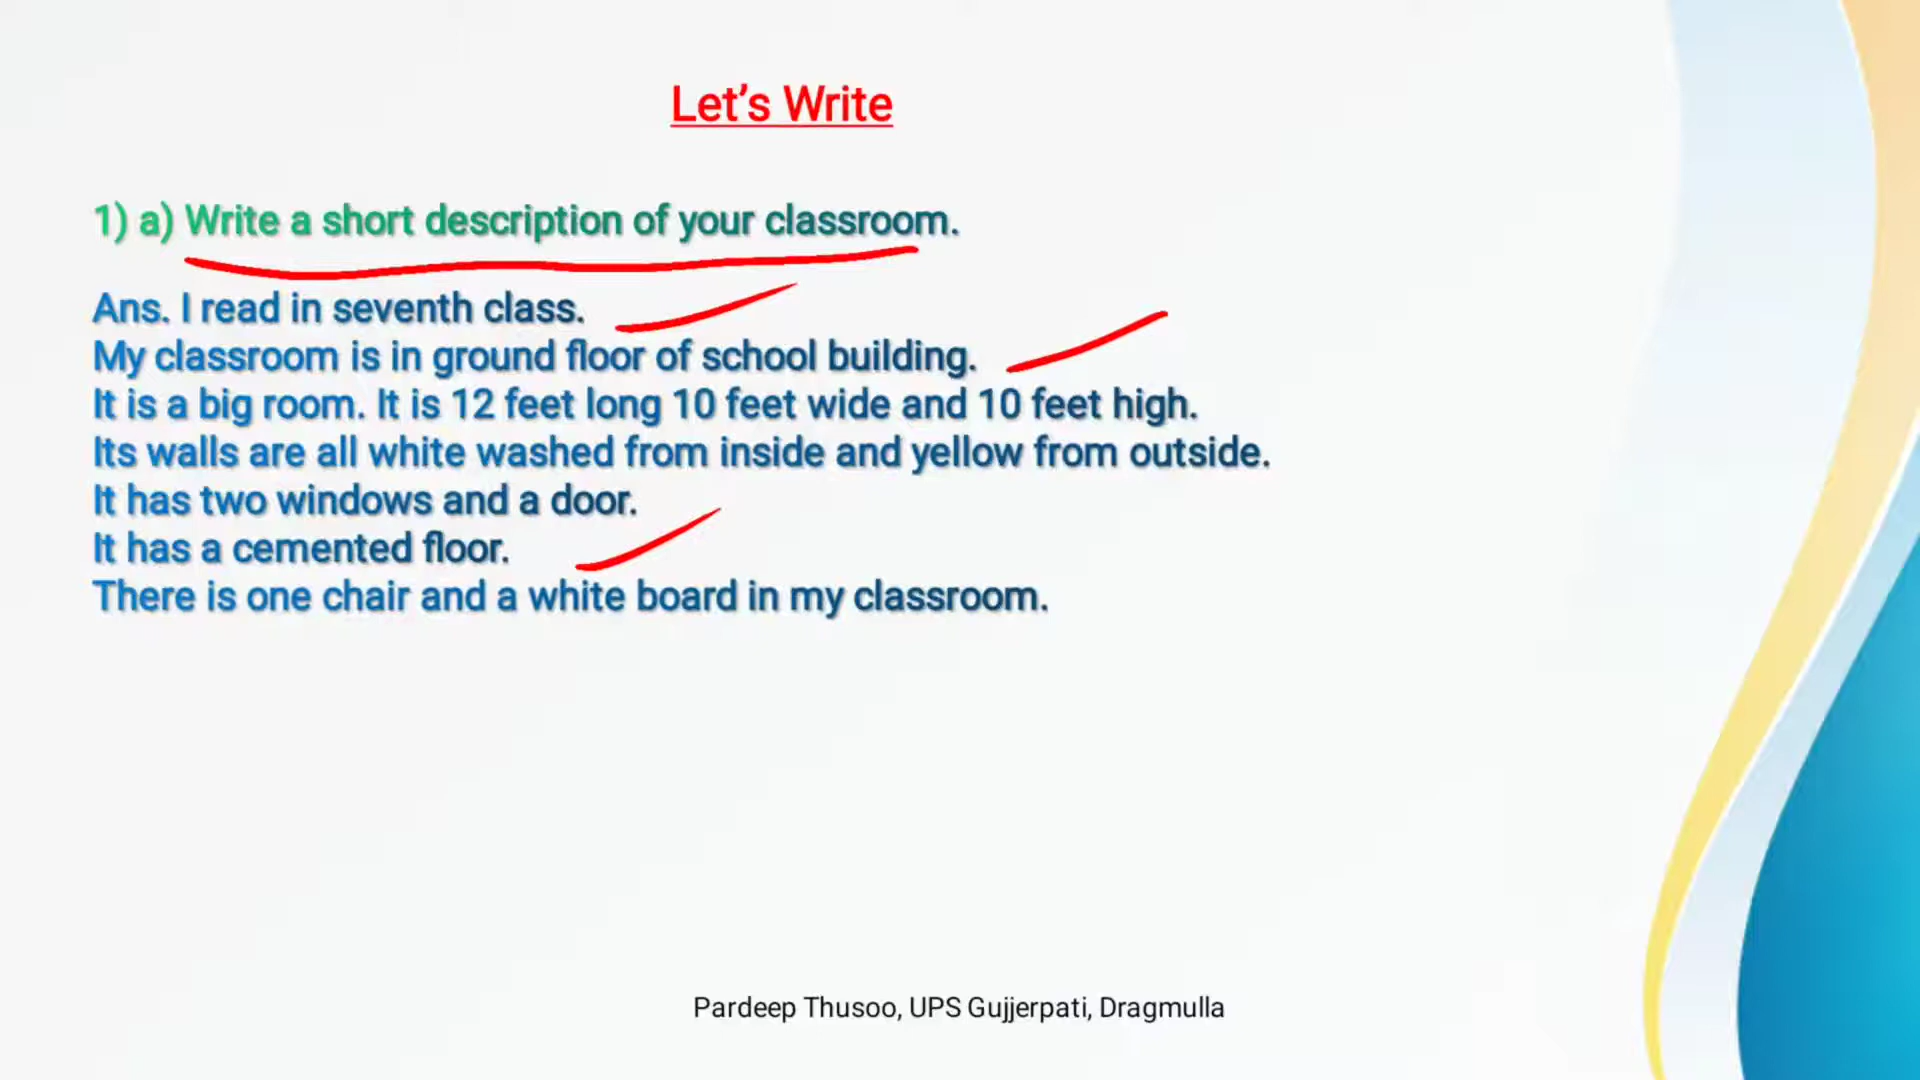 Let’s Write
1) a) Write a short description of your classroom.
Ans. I read in seventh class.
My classroom is in ground floor of school building.
It is a big room. It is 12 feet long 10 feet wide and 10 feet high.
Its walls are all white washed from inside and yellow from outside.
It has two windows and a door.
It has a cemented floor.
There is one chair and a white board in my classroom.
Pardeep Thusoo, UPS Gujjerpati, Dragmulla